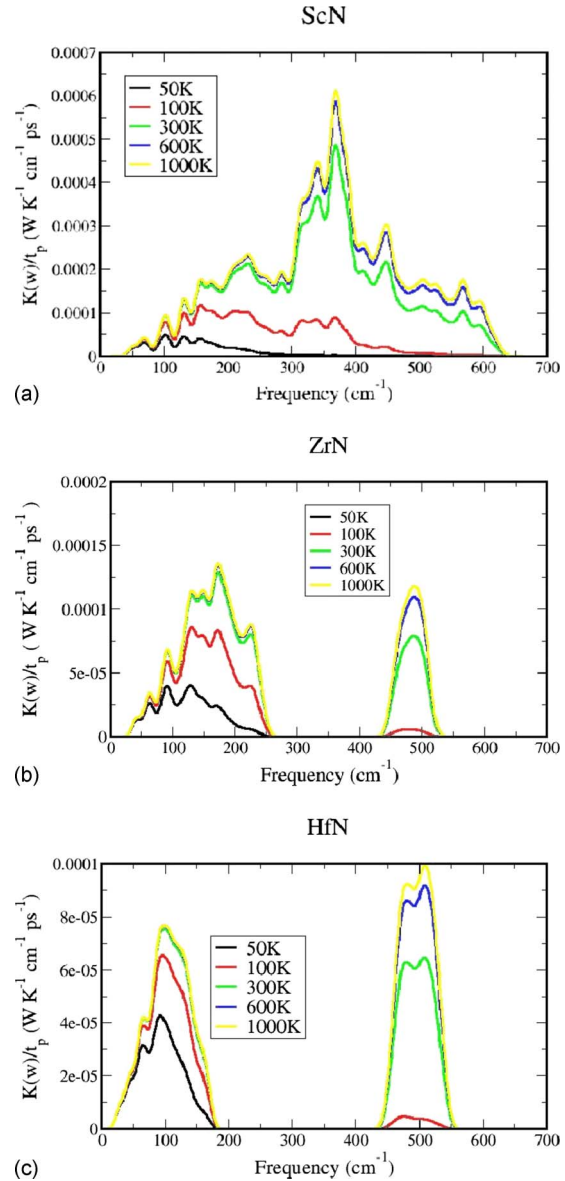 ScN
K(w)/t_p (W K^-1 cm^-1 ps^-1)
0.0007
0.0006
0.0005
0.0004
0.0003
0.0002
0.0001
0
50K
100K
300K
600K
1000K
0 100 200 300 400 500 600 700
Frequency (cm^-1)
(a)
ZrN
K(w)/t_p ( W K^-1 cm^-1 ps^-1)
0.0002
0.00015
0.0001
5e-05
0
50K
100K
300K
600K
1000K
0 100 200 300 400 500 600 700
Frequency (cm^-1)
(b)
HfN
K(w)/t_p (W K^-1 cm^-1 ps^-1)
0.0001
8e-05
6e-05
4e-05
2e-05
0
50K
100K
300K
600K
1000K
0 100 200 300 400 500 600 700
Frequency (cm^-1)
(c)